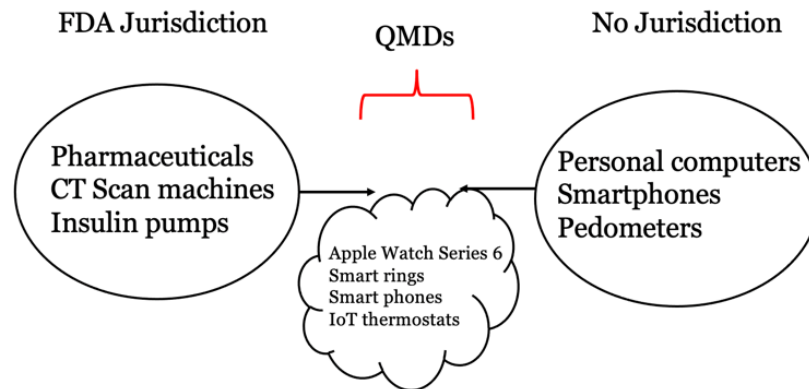 FDA Jurisdiction
QMDs
No Jurisdiction
Pharmaceuticals
CT Scan machines
Insulin pumps
Apple Watch Series 6
Smart rings
Smart phones
IoT thermostats
Personal computers
Smartphones
Pedometers